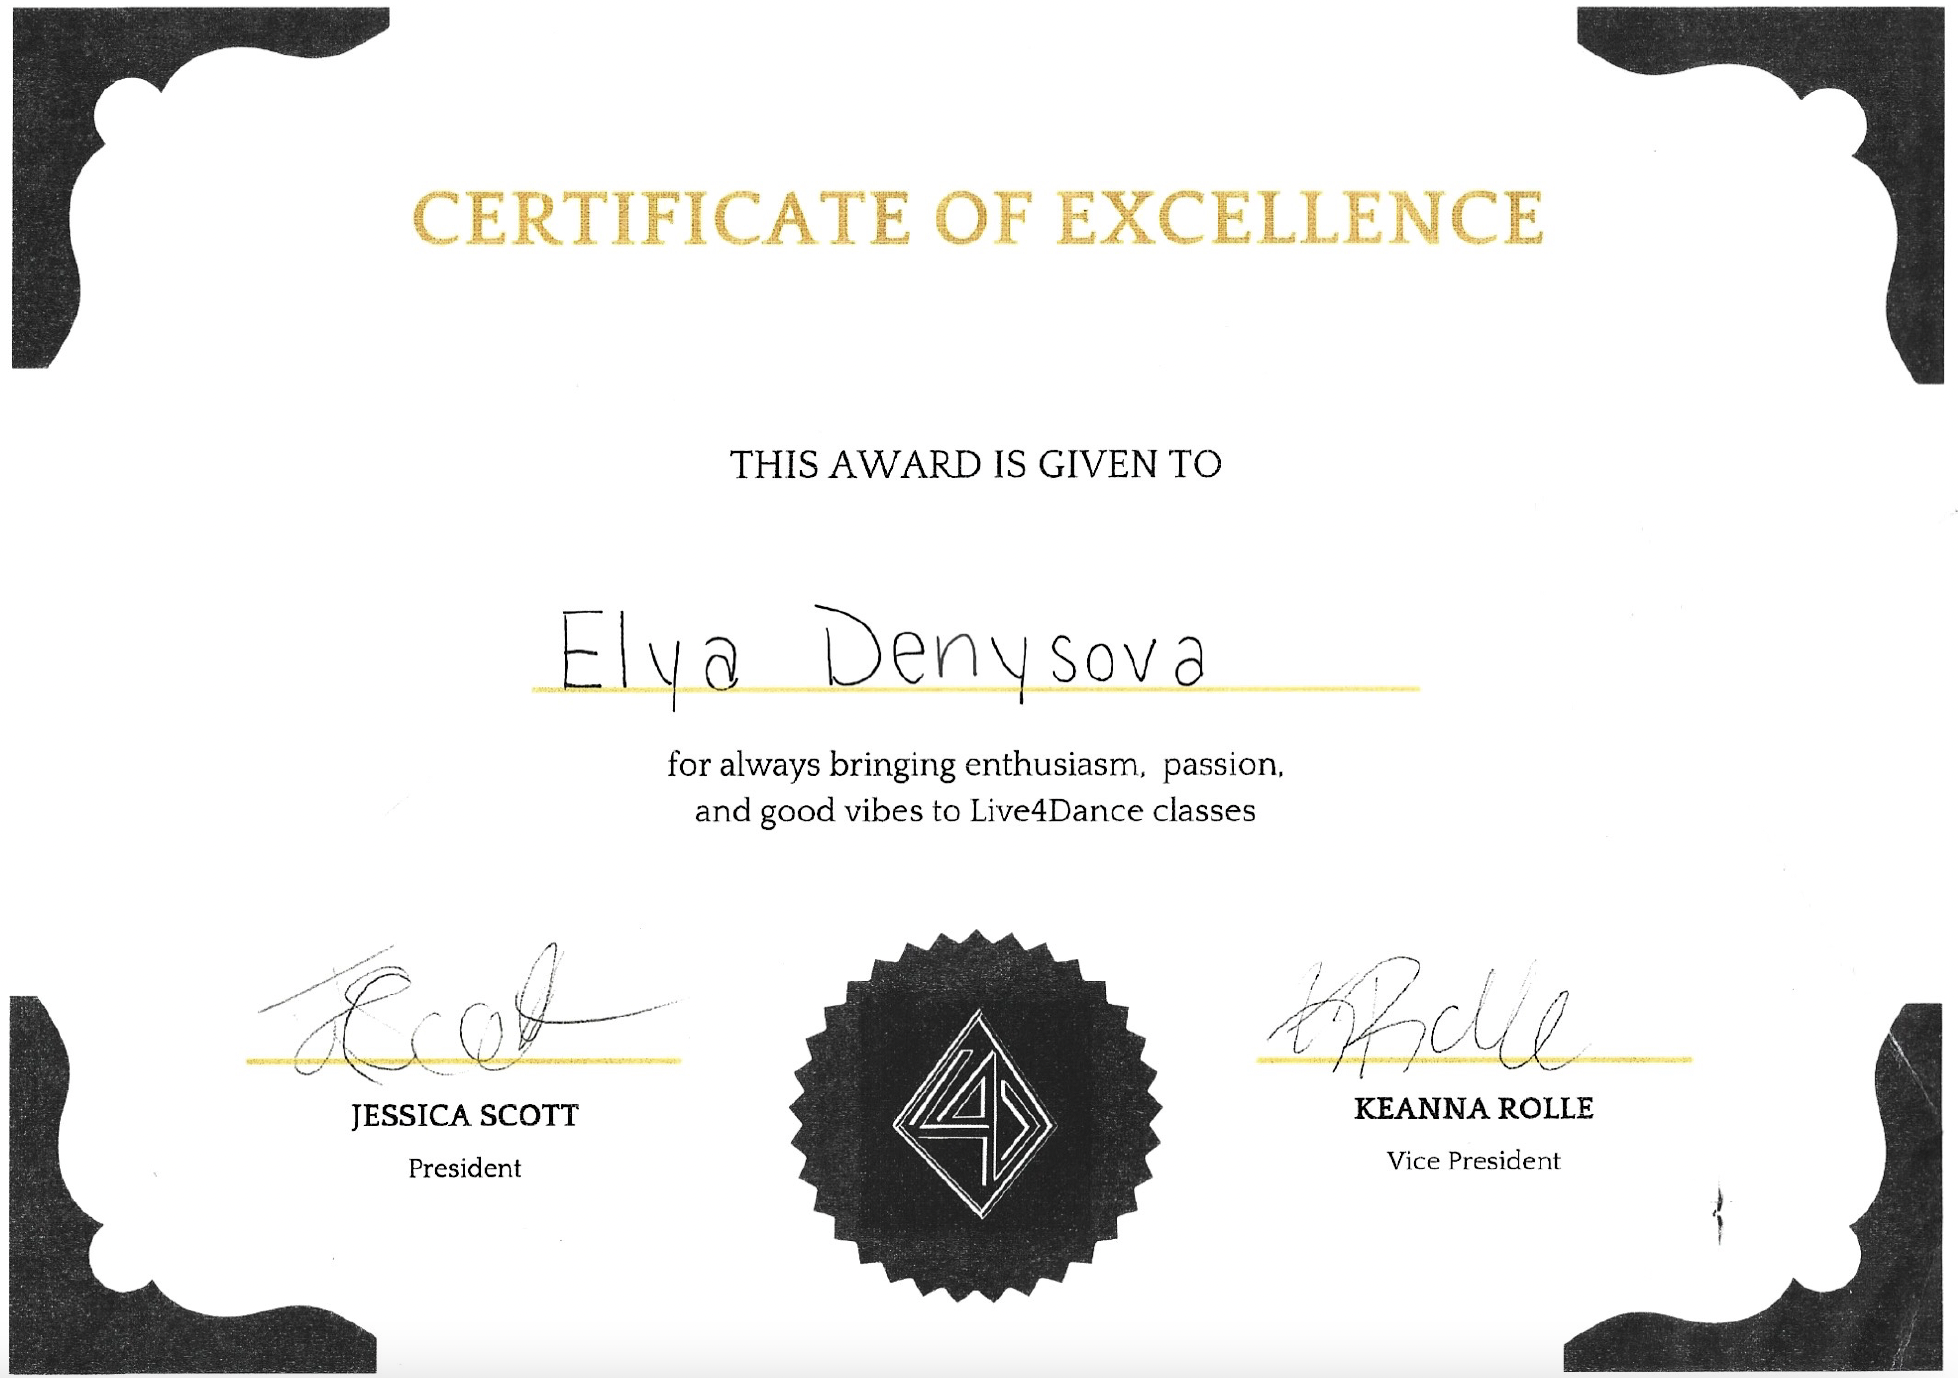 CERTIFICATE OF EXCELLENCE
THIS AWARD IS GIVEN TO
Elya Denysova
for always bringing enthusiasm, passion,
and good vibes to Live4Dance classes
JScott
KRolle
L4D
JESSICA SCOTT
KEANNA ROLLE
President
Vice President